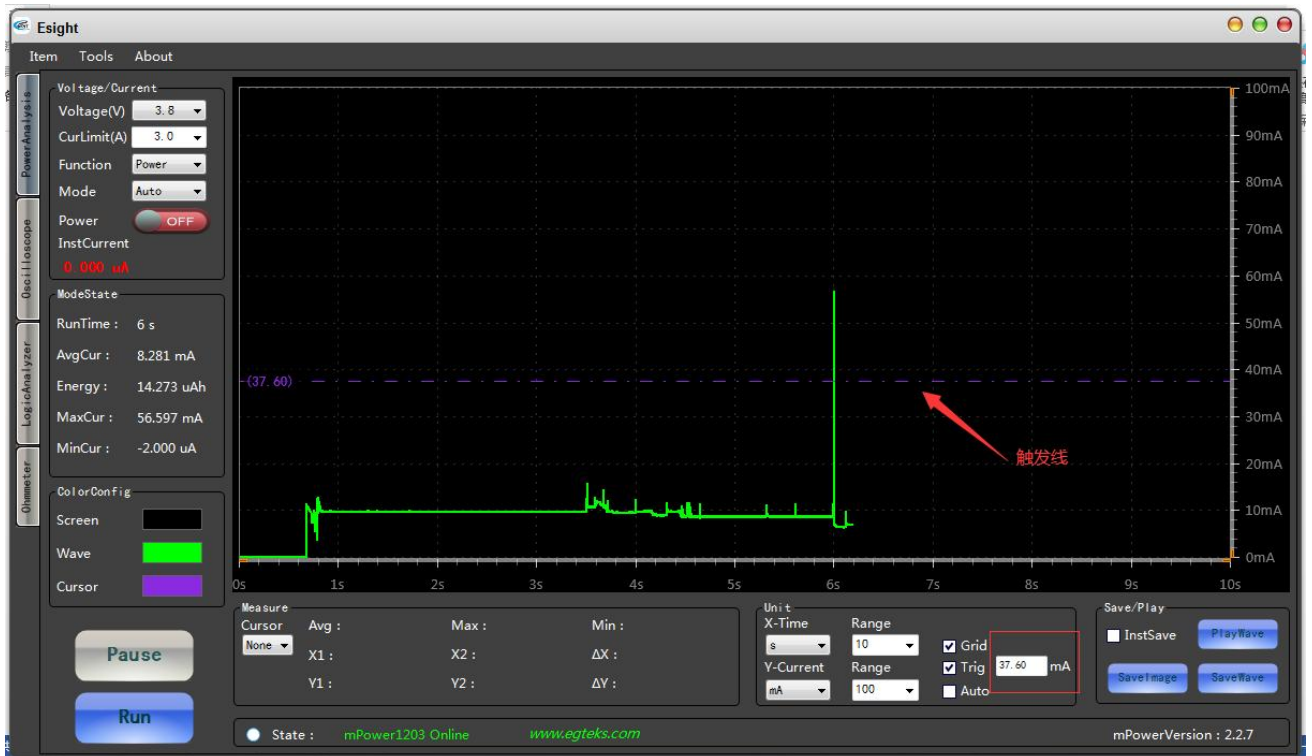 Esight
Item Tools About
PowerAnalysis
Oscilloscope
LogicAnalyzer
Ohmmeter
Voltage/Current
Voltage(V) 3.8
CurLimit(A) 3.0
Function Power
Mode Auto
Power OFF
InstCurrent
0.000 uA
ModeState
RunTime : 6 s
AvgCur : 8.281 mA
Energy : 14.273 uAh
MaxCur : 56.597 mA
MinCur : -2.000 uA
ColorConfig
Screen
Wave
Cursor
Pause
Run
100mA
90mA
80mA
70mA
60mA
50mA
40mA
30mA
20mA
10mA
0mA
(37.60)
触发线
0s 1s 2s 3s 4s 5s 6s 7s 8s 9s 10s
Measure
Cursor Avg : Max : Min :
None X1 : X2 : ΔX :
Y1 : Y2 : ΔY :
Unit
X-Time Range
s 10 Grid
Y-Current Range Trig 37.60 mA
mA 100 Auto
Save/Play
InstSave PlayWave
SaveImage SaveWave
State : mPower1203 Online www.egteks.com mPowerVersion : 2.2.7